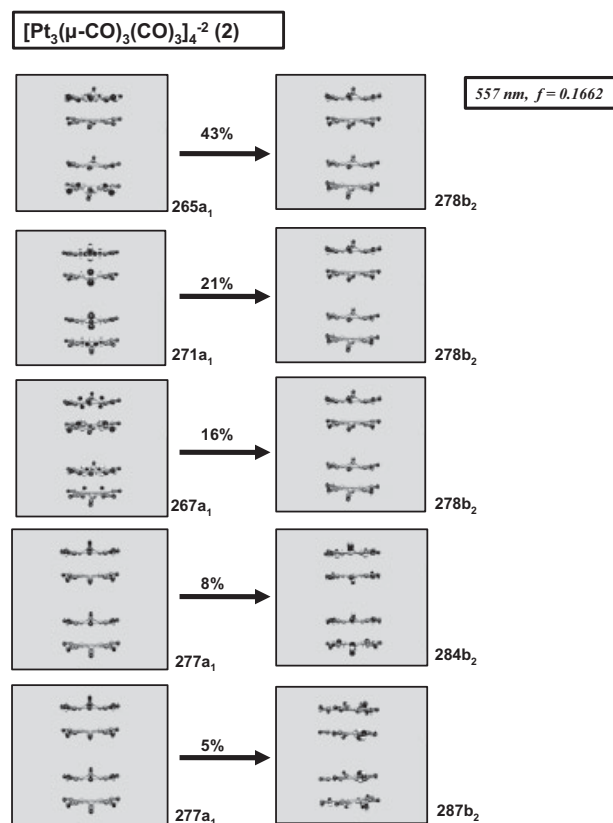 [Pt₃(μ-CO)₃(CO)₃]₄⁻² (2)
557 nm, f = 0.1662
43%
265a₁
278b₂
21%
271a₁
278b₂
16%
267a₁
278b₂
8%
277a₁
284b₂
5%
277a₁
287b₂